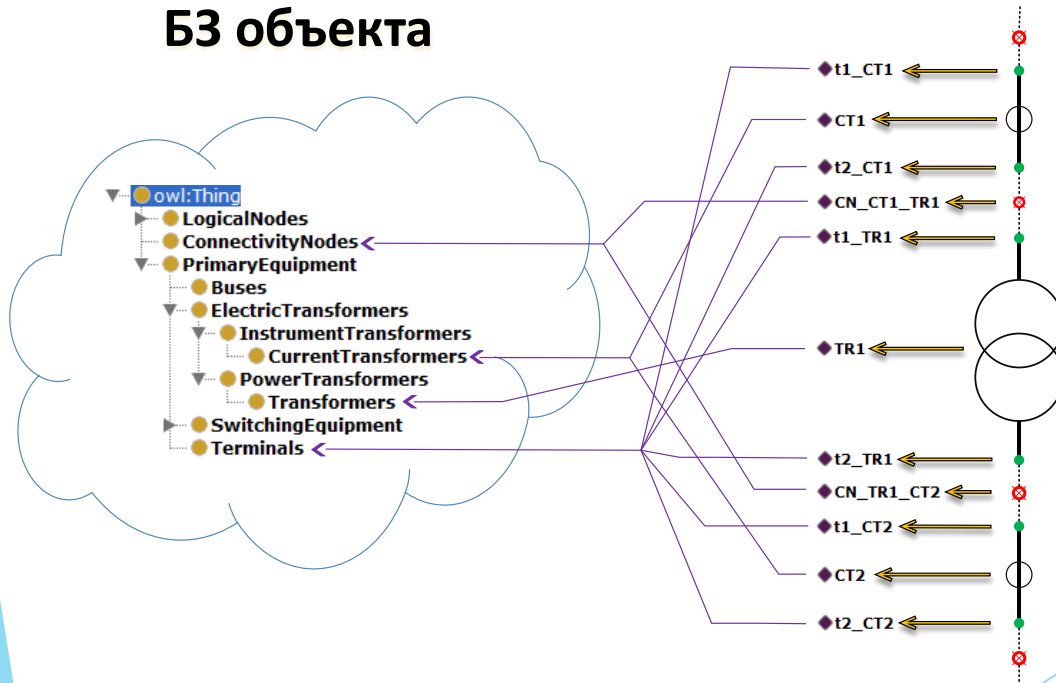 БЗ объекта
owl:Thing
LogicalNodes
ConnectivityNodes
PrimaryEquipment
Buses
ElectricTransformers
InstrumentTransformers
CurrentTransformers
PowerTransformers
Transformers
SwitchingEquipment
Terminals
t1_CT1
CT1
t2_CT1
CN_CT1_TR1
t1_TR1
TR1
t2_TR1
CN_TR1_CT2
t1_CT2
CT2
t2_CT2